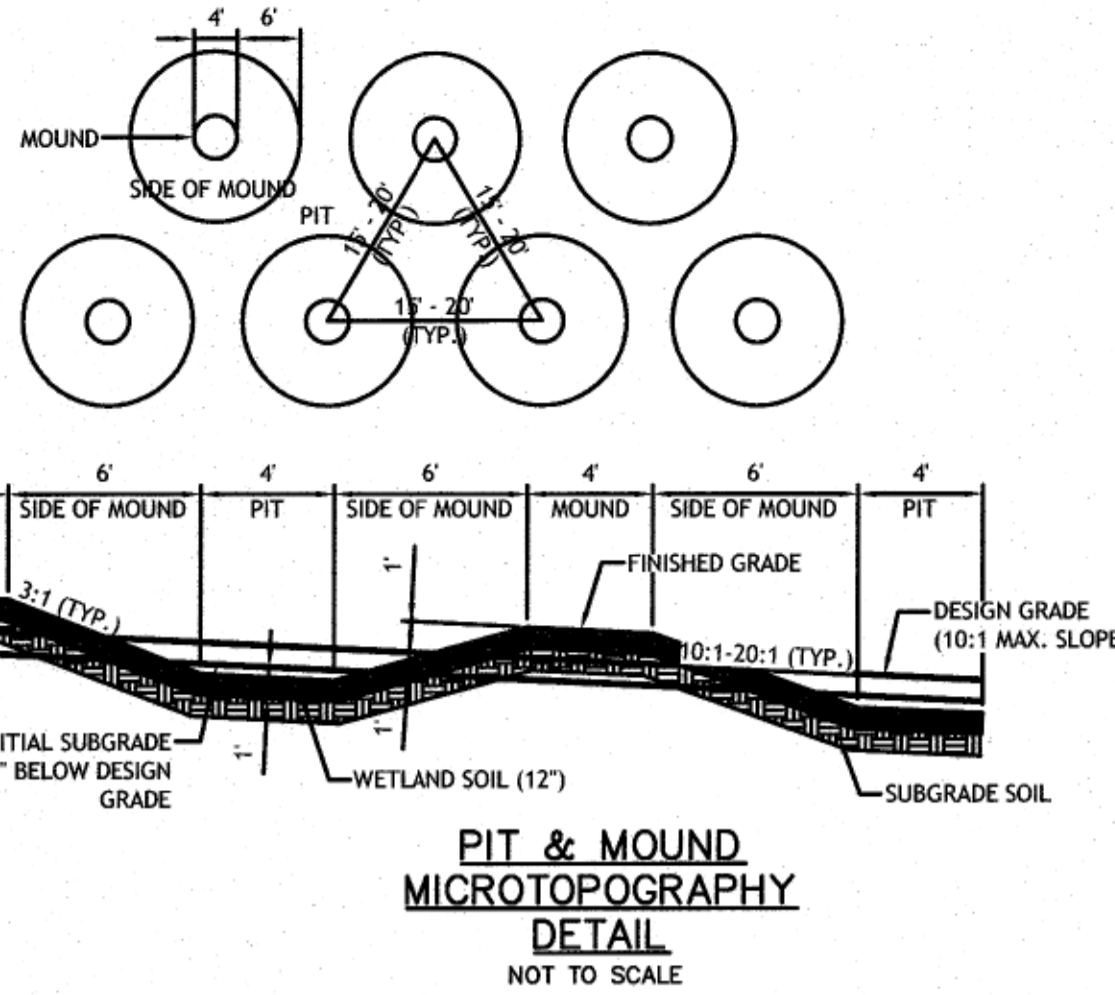 4' 6'
MOUND
SIDE OF MOUND
PIT
15' - 20'
(TYP.)
15' - 20'
(TYP.)
15' - 20'
(TYP.)
6' 4' 6' 4' 6' 4'
SIDE OF MOUND PIT SIDE OF MOUND MOUND SIDE OF MOUND PIT
1'
FINISHED GRADE
3:1 (TYP.)
DESIGN GRADE
(10:1 MAX. SLOPE
10:1-20:1 (TYP.)
1'
1'
ITIAL SUBGRADE
" BELOW DESIGN
GRADE
WETLAND SOIL (12")
SUBGRADE SOIL
PIT & MOUND
MICROTOPOGRAPHY
DETAIL
NOT TO SCALE